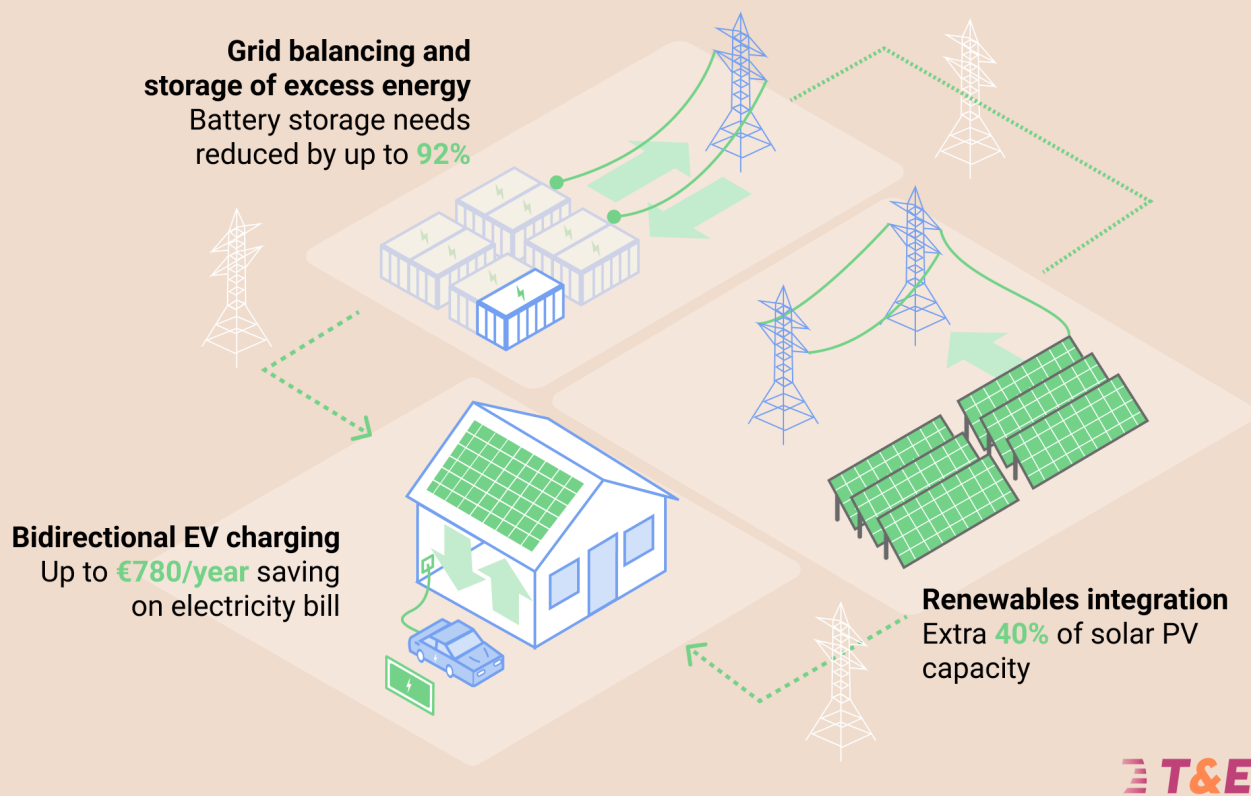 Grid balancing and
storage of excess energy
Battery storage needs
reduced by up to 92%
Bidirectional EV charging
Up to €780/year saving
on electricity bill
Renewables integration
Extra 40% of solar PV
capacity
T&E